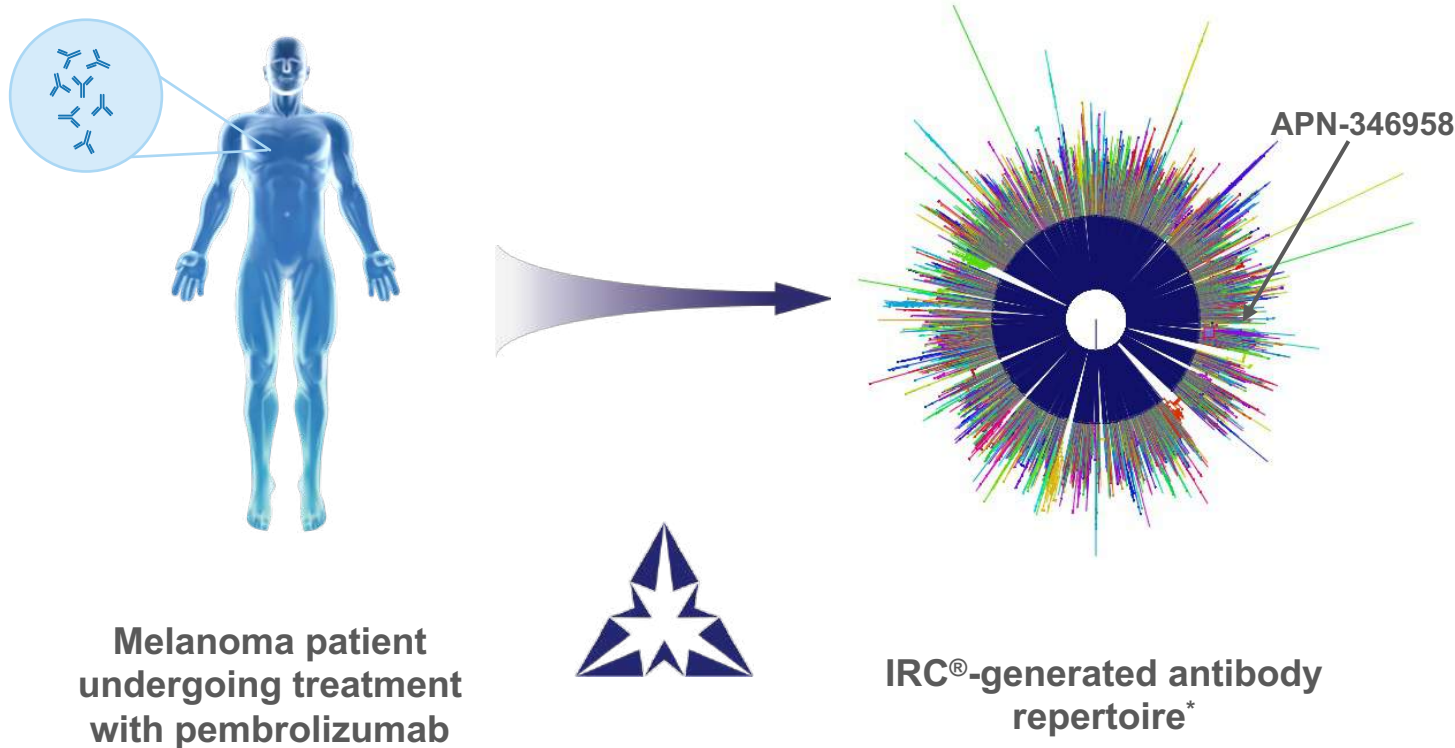 APN-346958
Melanoma patient
undergoing treatment
with pembrolizumab
IRC®-generated antibody
repertoire*